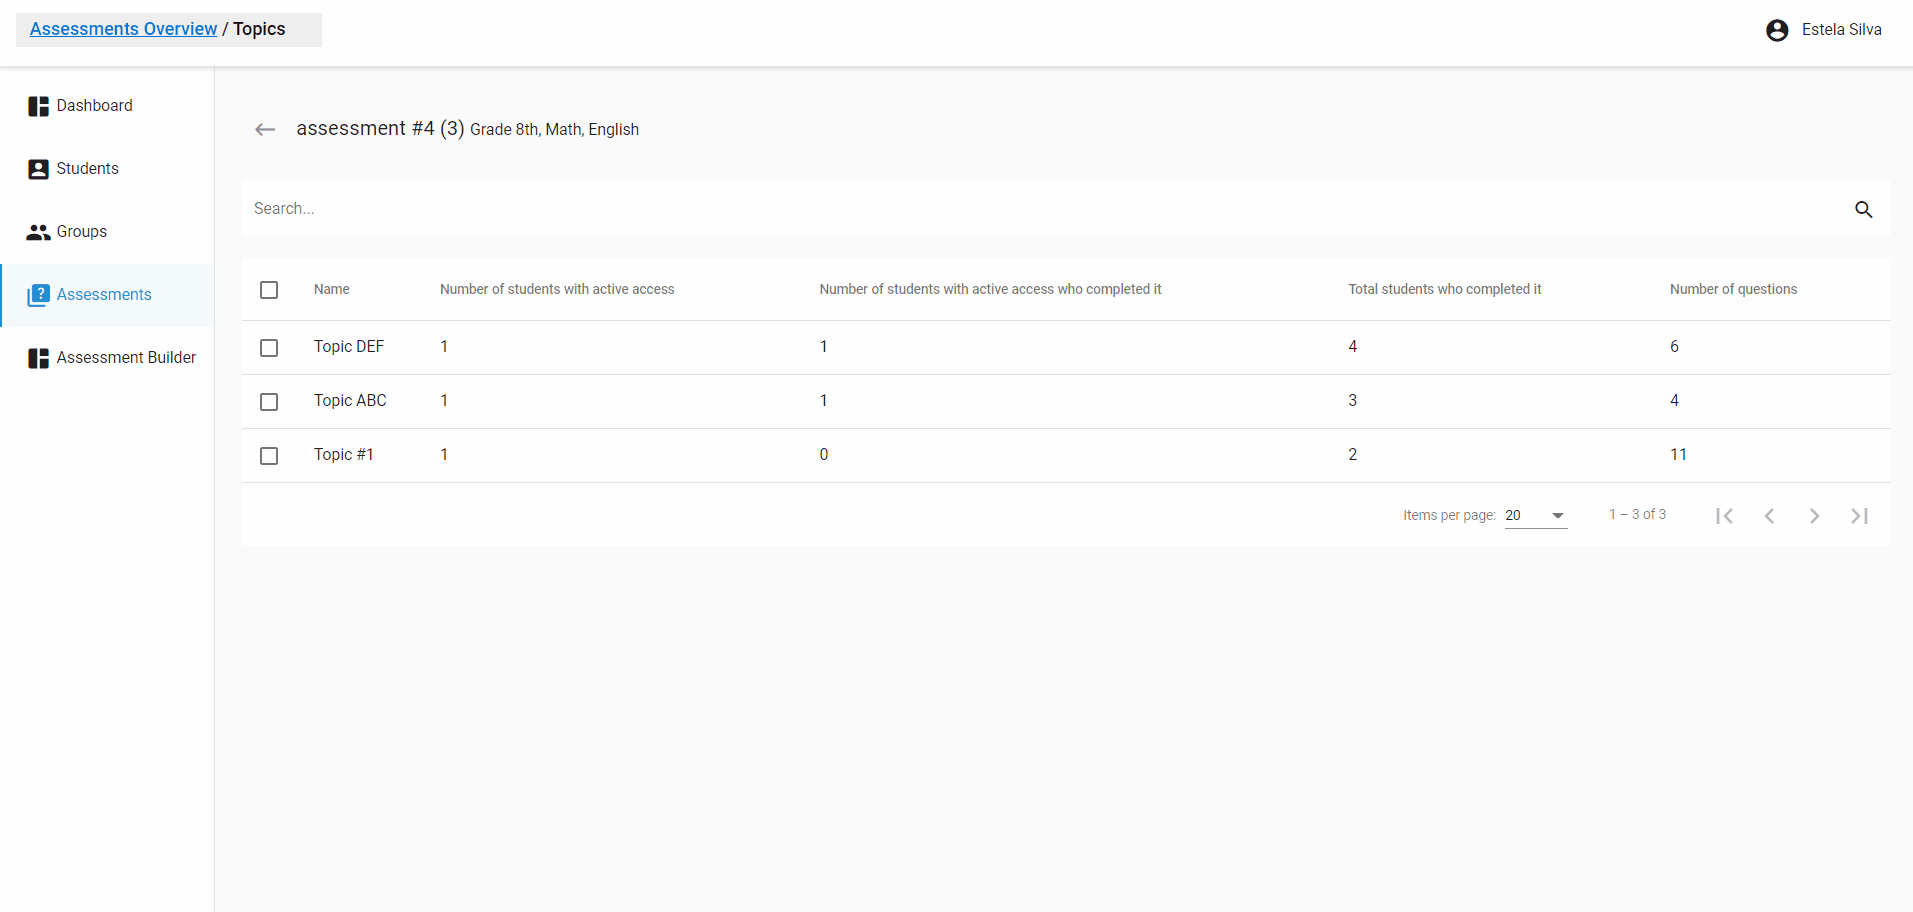 Assessments Overview / Topics
Estela Silva
Dashboard
Students
Groups
Assessments
Assessment Builder
assessment #4 (3) Grade 8th, Math, English
Search...
Name Number of students with active access Number of students with active access who completed it Total students who completed it Number of questions
Topic DEF 1 1 4 6
Topic ABC 1 1 3 4
Topic #1 1 0 2 11
Items per page: 20 1 – 3 of 3